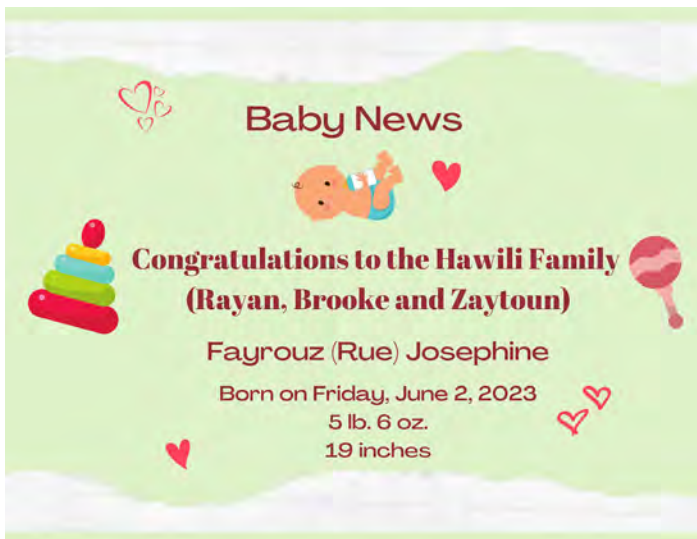 Baby News
Congratulations to the Hawili Family
(Rayan, Brooke and Zaytoun)
Fayrouz (Rue) Josephine
Born on Friday, June 2, 2023
5 lb. 6 oz.
19 inches